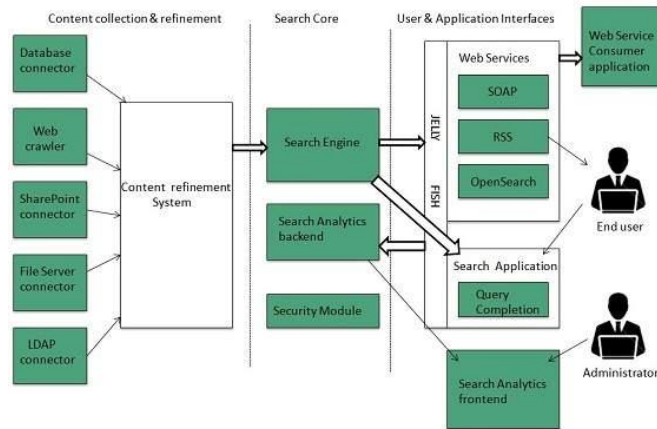 Content collection & refinement
Search Core
User & Application Interfaces
Database
connector
Web
crawler
SharePoint
connector
File Server
connector
LDAP
connector
Content refinement
System
Search Engine
Search Analytics
backend
Security Module
JELLY
FISH
Web Services
SOAP
RSS
OpenSearch
Search Application
Query
Completion
Search Analytics
frontend
Web Service
Consumer
application
End user
Administrator